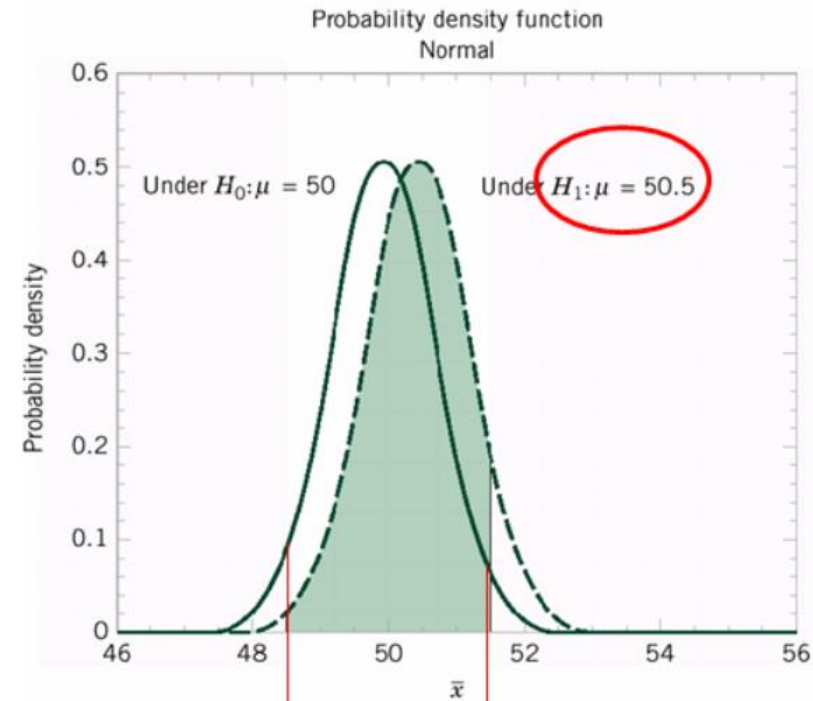 Probability density function
Normal
0.6
0.5
Under H₀:μ = 50
Under H₁:μ = 50.5
0.4
0.3
0.2
0.1
0
Probability density
46
48
50
52
54
56
x̅